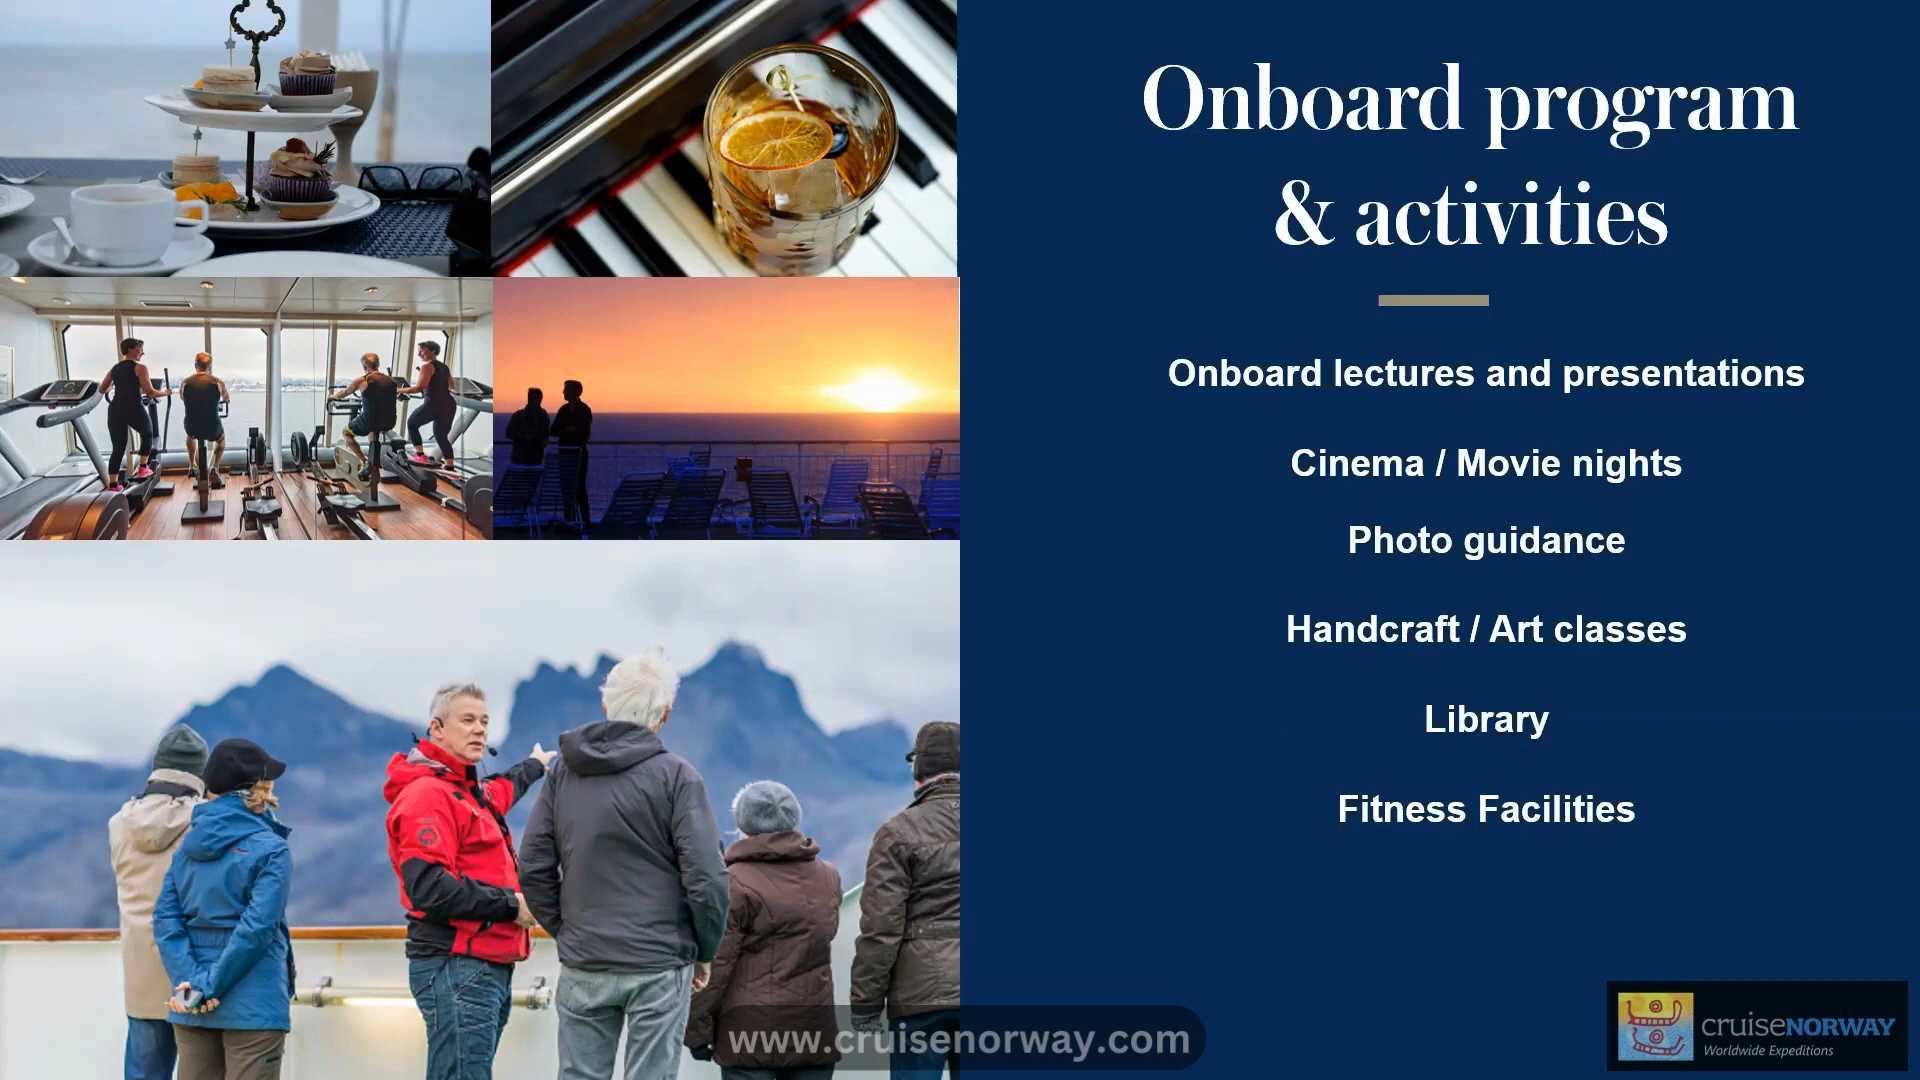 Onboard program
& activities
Onboard lectures and presentations
Cinema / Movie nights
Photo guidance
Handcraft / Art classes
Library
Fitness Facilities
www.cruisenorway.com
cruiseNORWAY
Worldwide Expeditions